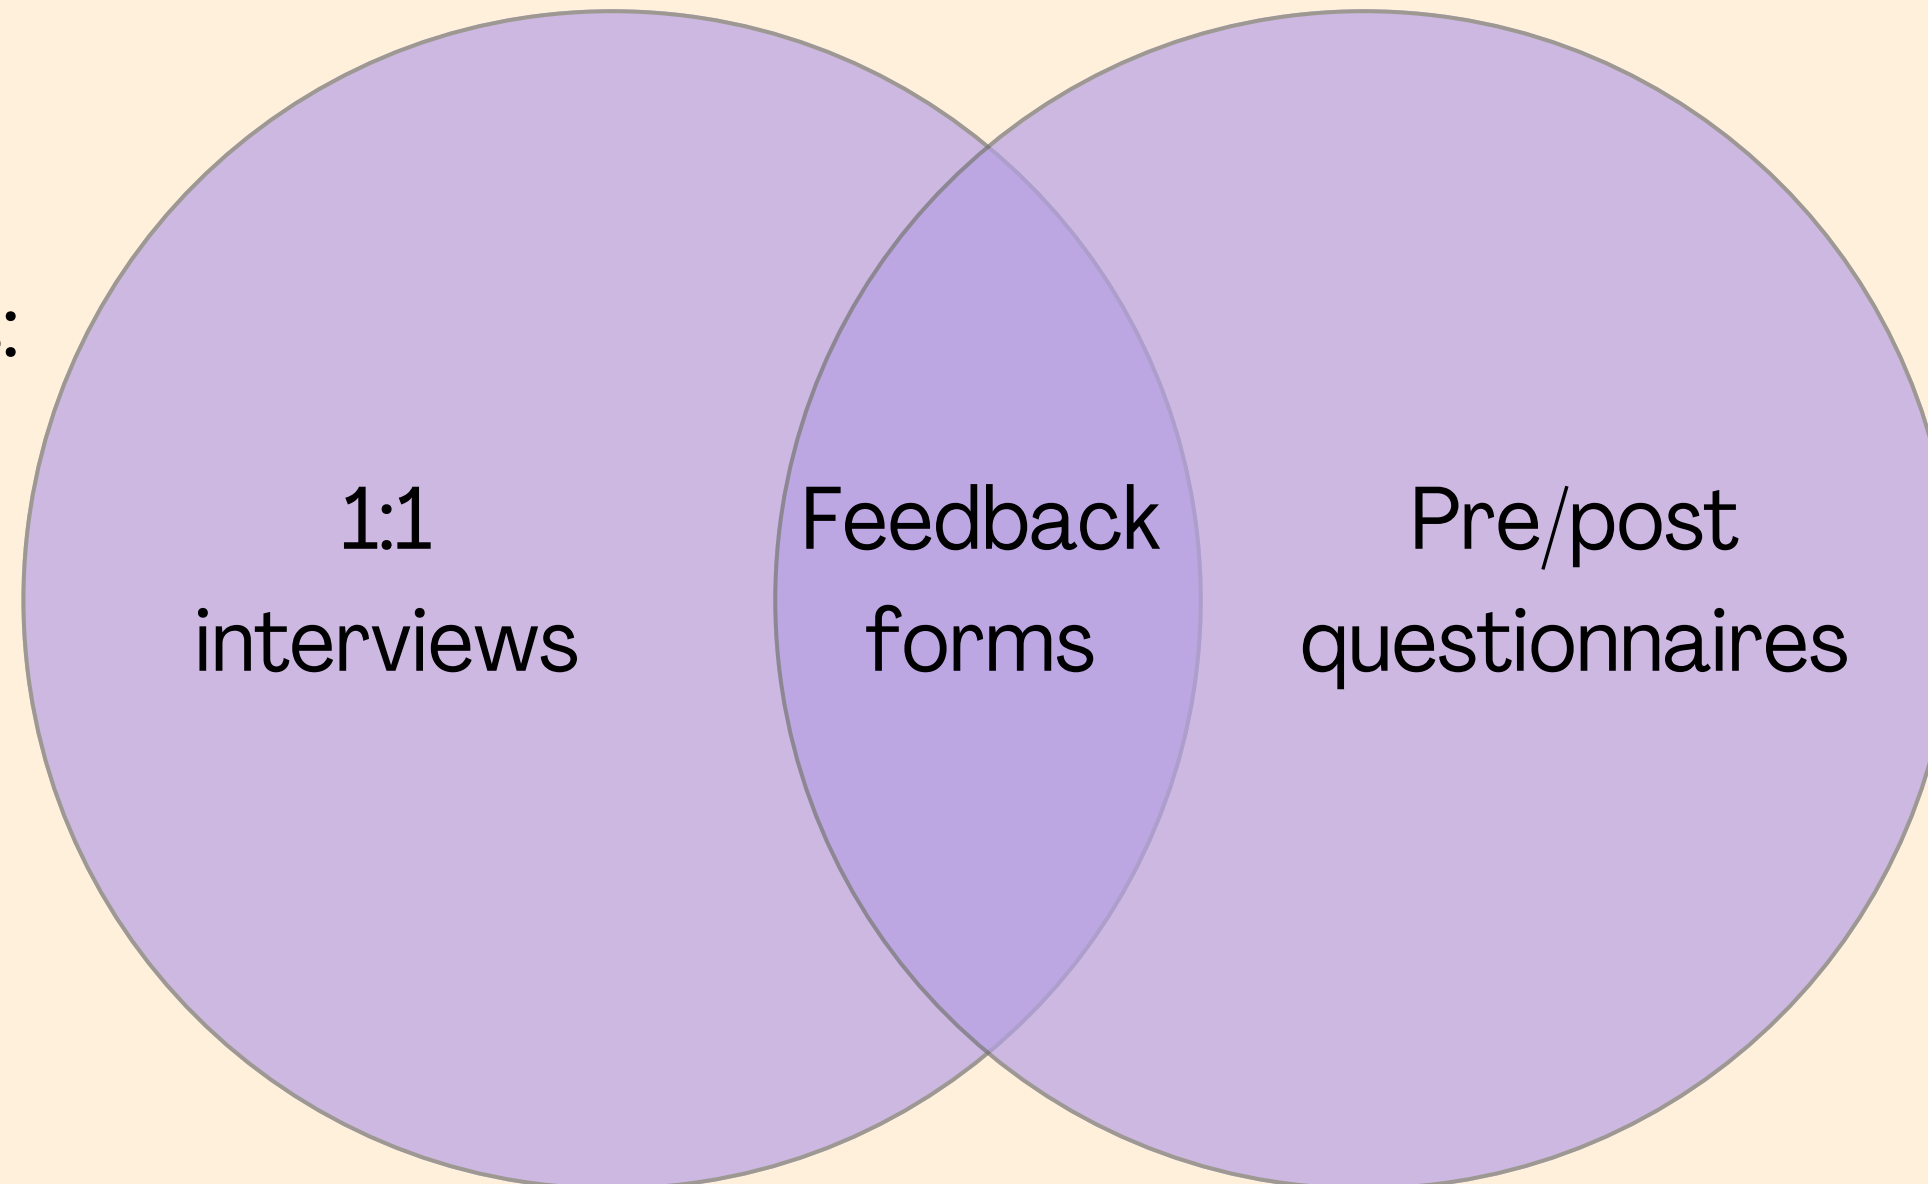 :
1:1
interviews
Feedback
forms
Pre/post
questionnaires